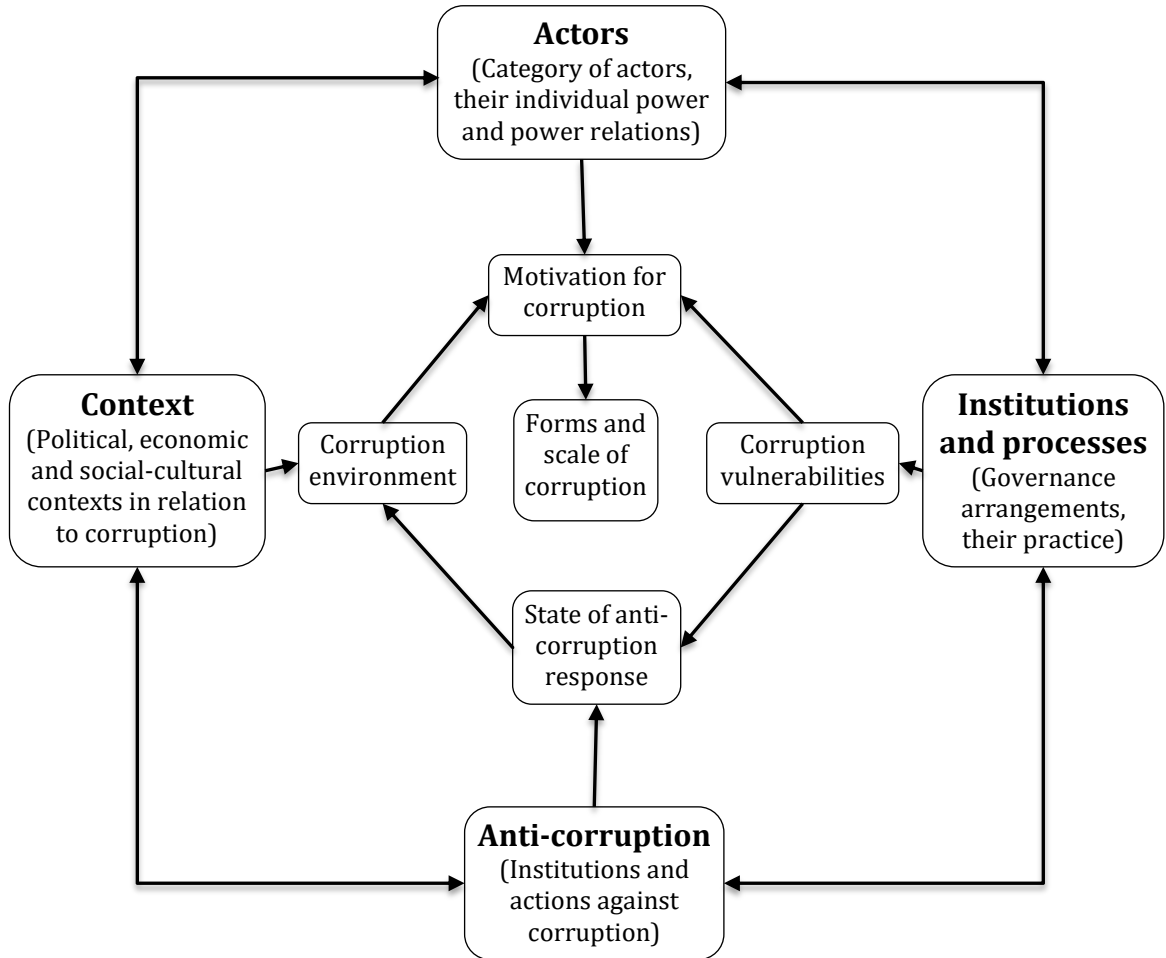 Actors
(Category of actors,
their individual power
and power relations)
Motivation for
corruption
Context
(Political, economic
and social-cultural
contexts in relation
to corruption)
Corruption
environment
Forms and
scale of
corruption
Corruption
vulnerabilities
Institutions
and processes
(Governance
arrangements,
their practice)
State of anti-
corruption
response
Anti-corruption
(Institutions and
actions against
corruption)